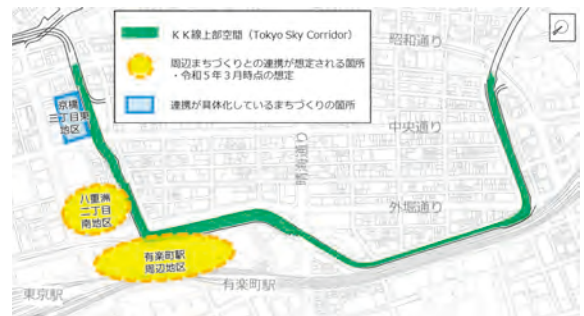 KK線上部空間（Tokyo Sky Corridor）
周辺まちづくりとの連携が想定される箇所
・令和５年３月時点の想定
連携が具体化しているまちづくりの箇所
昭和通り
京橋
三丁目東
地区
中央通り
晴海通り
八重洲
二丁目
南地区
外堀通り
有楽町駅
周辺地区
東京駅
有楽町駅